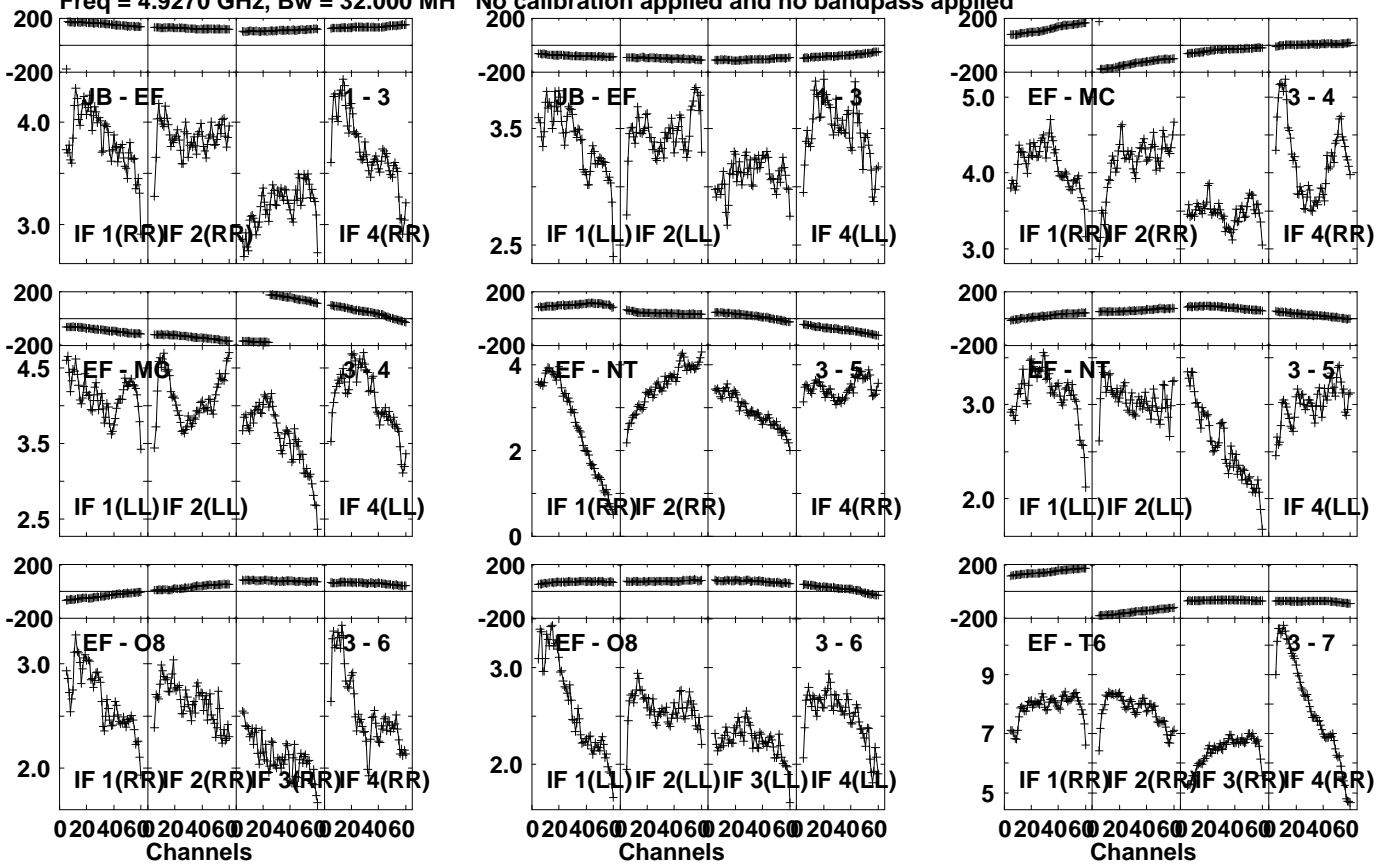 Freq = 4.9270 GHz, Bw = 32.000 MH No calibration applied and no bandpass applied
200 200 200
-200 -200 -200
JB - EF 1 - 3 JB - EF 1 - 3 EF - MC 3 - 4
4.0 3.5 5.0
4.0
3.0 2.5 3.0
IF 1(RR) IF 2(RR) IF 4(RR) IF 1(LL) IF 2(LL) IF 4(LL) IF 1(RR) IF 2(RR) IF 4(RR)
200 200 200
-200 -200 -200
EF - MC 3 - 4 EF - NT 3 - 5 EF - NT 3 - 5
4.5 4 3.0
3.5 2 2.0
IF 1(LL) IF 2(LL) IF 4(LL) IF 1(RR) IF 2(RR) IF 4(RR) IF 1(LL) IF 2(LL) IF 4(LL)
2.5 0
200 200 200
-200 -200 -200
EF - O8 3 - 6 EF - O8 3 - 6 EF - T6 3 - 7
3.0 3.0 9
7
2.0 2.0 5
IF 1(RR) IF 2(RR) IF 3(RR) IF 4(RR) IF 1(LL) IF 2(LL) IF 3(LL) IF 4(LL) IF 1(RR) IF 2(RR) IF 3(RR) IF 4(RR)
0 20 40 60 0 20 40 60 0 20 40 60 0 20 40 60 0 20 40 60 0 20 40 60 0 20 40 60 0 20 40 60 0 20 40 60 0 20 40 60 0 20 40 60 0 20 40 60
Channels Channels Channels